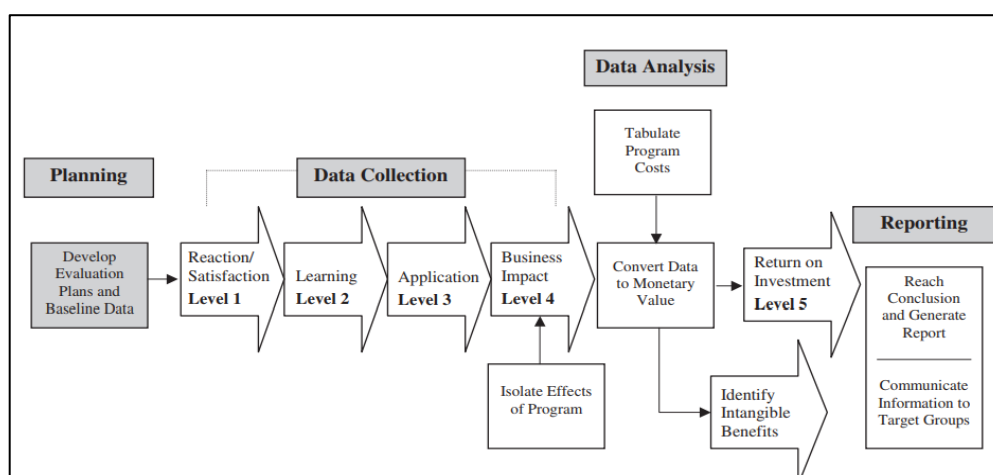 Data Analysis
Tabulate
Program
Costs
Planning
Data Collection
Reporting
Develop
Evaluation
Plans and
Baseline Data
Reaction/
Satisfaction
Level 1
Learning
Level 2
Application
Level 3
Business
Impact
Level 4
Convert Data
to Monetary
Value
Return on
Investment
Level 5
Reach
Conclusion
and Generate
Report
Communicate
Information to
Target Groups
Isolate Effects
of Program
Identify
Intangible
Benefits